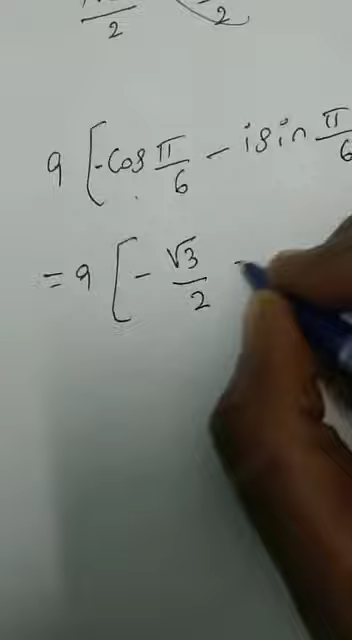 /2 /2
9 [-cos π/6 - i sin π/6
= 9 [- √3/2 -